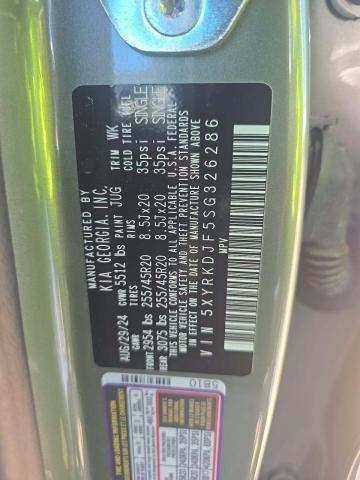 MANUFACTURED BY
KIA GEORGIA, INC.
AUG/29/24 PAINT JUG TRIM WK
GVWR 5512 lbs
GAWR TIRES RIMS COLD TIRE INFL
FRONT 2954 lbs 255/45R20 8.5Jx20 35psi SINGLE
REAR 3075 lbs 255/45R20 8.5Jx20 35psi SINGLE
THIS VEHICLE CONFORMS TO ALL APPLICABLE U.S.A. FEDERAL
MOTOR VEHICLE SAFETY AND THEFT PREVENTION STANDARDS
IN EFFECT ON THE DATE OF MANUFACTURE SHOWN ABOVE
MPV
VIN 5XYRKDJF5SG326286
5B10